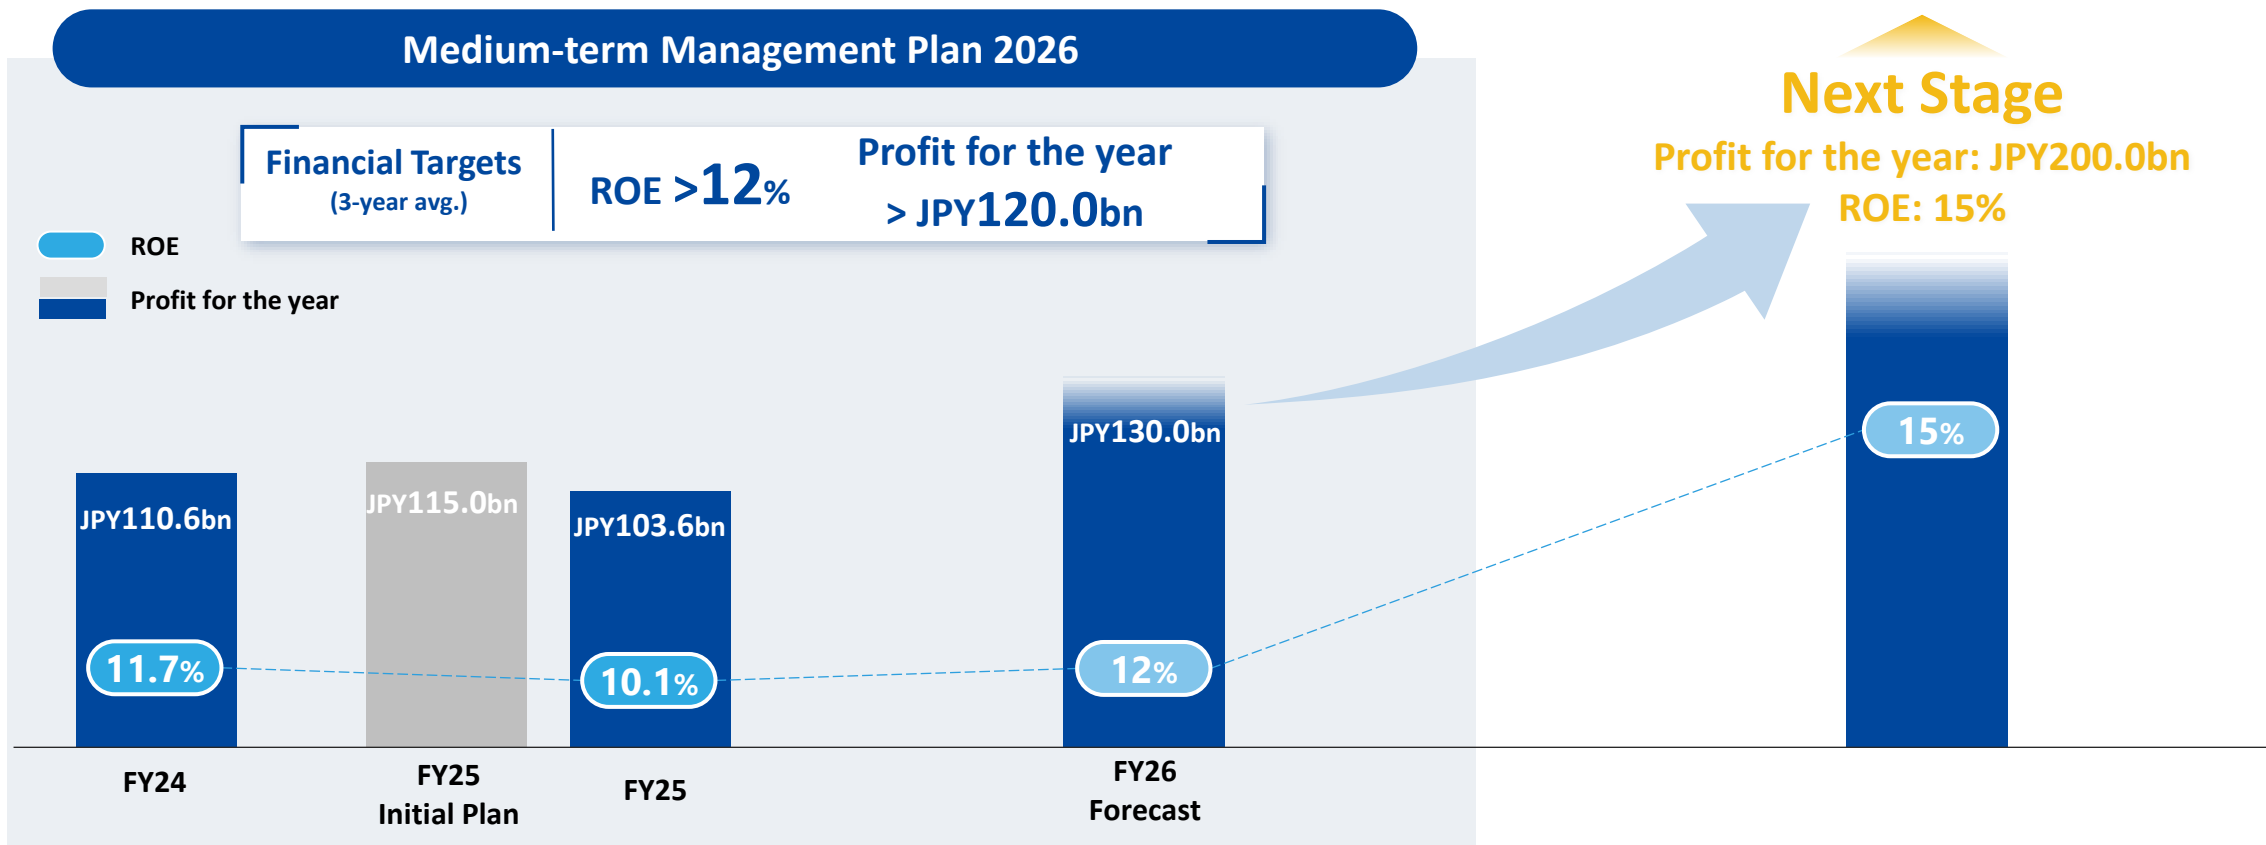 Medium-term Management Plan 2026
Financial Targets
(3-year avg.)
ROE >12%
Profit for the year
> JPY120.0bn
ROE
Profit for the year
Next Stage
Profit for the year: JPY200.0bn
ROE: 15%
JPY110.6bn
JPY115.0bn
JPY103.6bn
JPY130.0bn
11.7%
10.1%
12%
15%
FY24
FY25
Initial Plan
FY25
FY26
Forecast